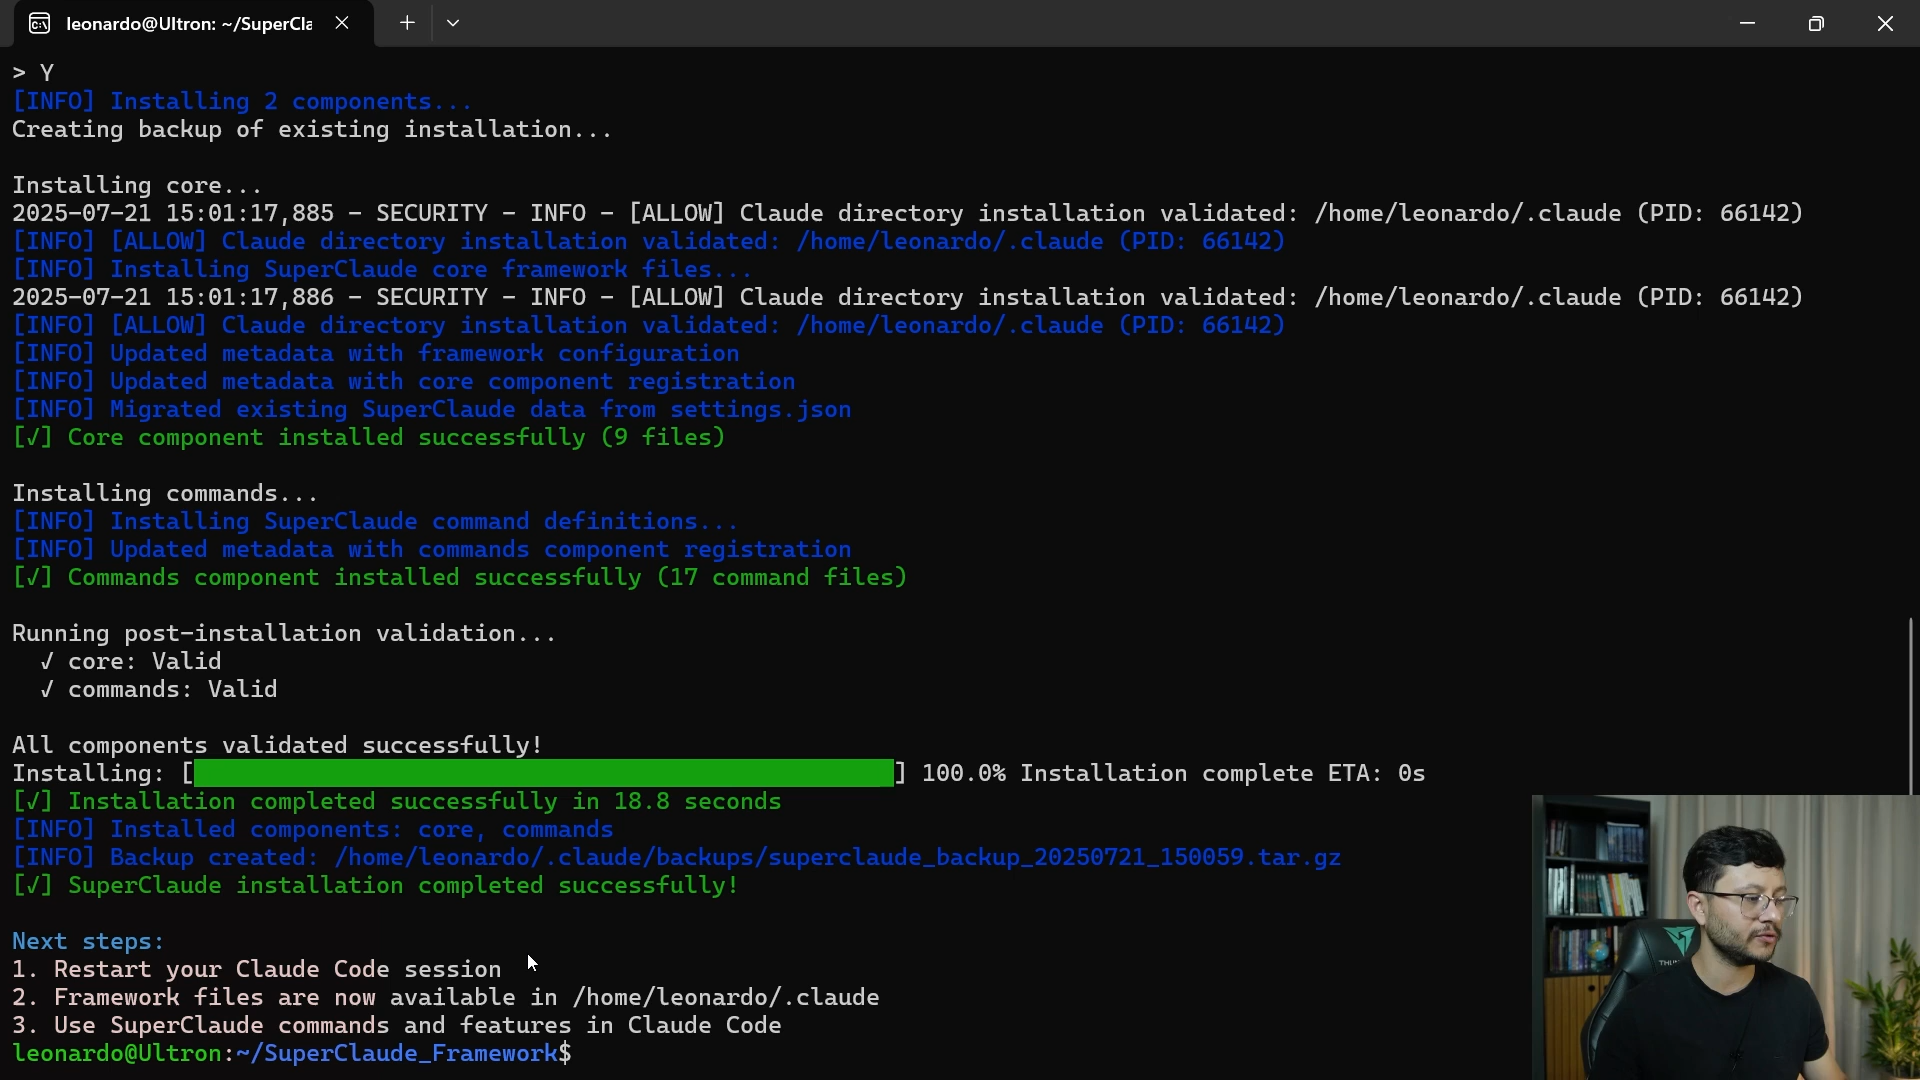 leonardo@Ultron: ~/SuperCla
> Y
[INFO] Installing 2 components...
Creating backup of existing installation...
Installing core...
2025-07-21 15:01:17,885 - SECURITY - INFO - [ALLOW] Claude directory installation validated: /home/leonardo/.claude (PID: 66142)
[INFO] [ALLOW] Claude directory installation validated: /home/leonardo/.claude (PID: 66142)
[INFO] Installing SuperClaude core framework files...
2025-07-21 15:01:17,886 - SECURITY - INFO - [ALLOW] Claude directory installation validated: /home/leonardo/.claude (PID: 66142)
[INFO] [ALLOW] Claude directory installation validated: /home/leonardo/.claude (PID: 66142)
[INFO] Updated metadata with framework configuration
[INFO] Updated metadata with core component registration
[INFO] Migrated existing SuperClaude data from settings.json
[√] Core component installed successfully (9 files)
Installing commands...
[INFO] Installing SuperClaude command definitions...
[INFO] Updated metadata with commands component registration
[√] Commands component installed successfully (17 command files)
Running post-installation validation...
√ core: Valid
√ commands: Valid
All components validated successfully!
Installing: [] 100.0% Installation complete ETA: 0s
[√] Installation completed successfully in 18.8 seconds
[INFO] Installed components: core, commands
[INFO] Backup created: /home/leonardo/.claude/backups/superclaude_backup_20250721_150059.tar.gz
[√] SuperClaude installation completed successfully!
Next steps:
1. Restart your Claude Code session
2. Framework files are now available in /home/leonardo/.claude
3. Use SuperClaude commands and features in Claude Code
leonardo@Ultron:~/SuperClaude_Framework$